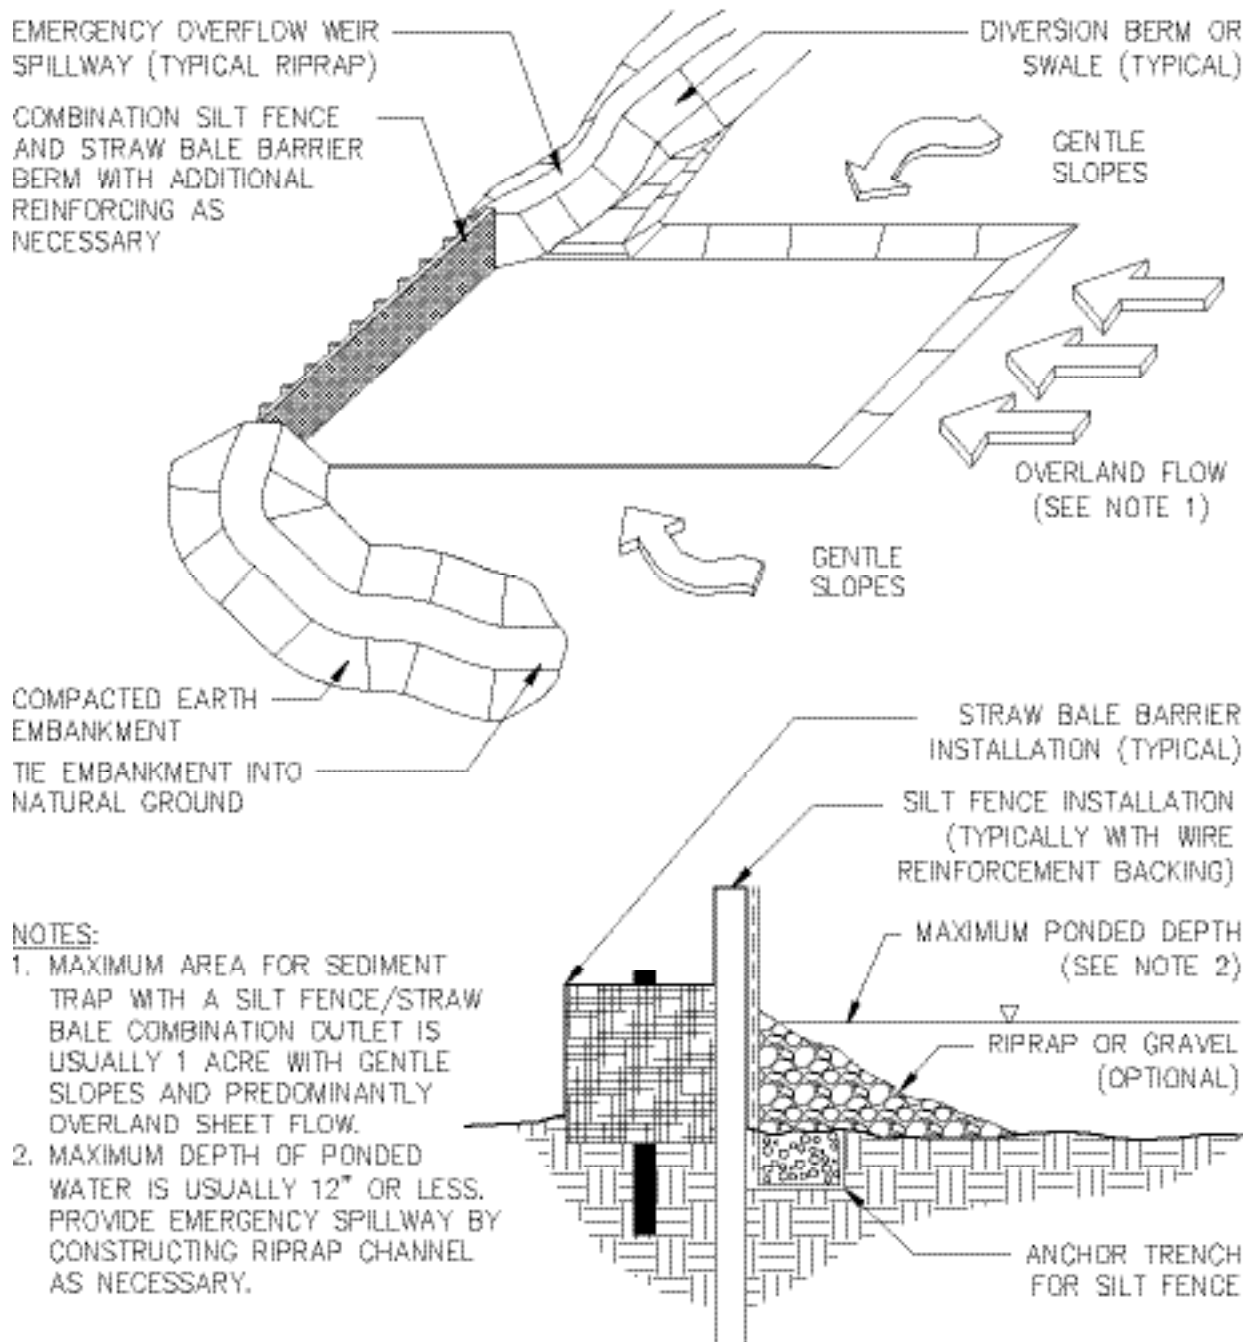 EMERGENCY OVERFLOW WEIR
SPILLWAY (TYPICAL RIPRAP)
DIVERSION BERM OR
SWALE (TYPICAL)
COMBINATION SILT FENCE
AND STRAW BALE BARRIER
BERM WITH ADDITIONAL
REINFORCING AS
NECESSARY
GENTLE
SLOPES
OVERLAND FLOW
(SEE NOTE 1)
GENTLE
SLOPES
COMPACTED EARTH
EMBANKMENT
TIE EMBANKMENT INTO
NATURAL GROUND
STRAW BALE BARRIER
INSTALLATION (TYPICAL)
SILT FENCE INSTALLATION
(TYPICALLY WITH WIRE
REINFORCEMENT BACKING)
MAXIMUM PONDED DEPTH
(SEE NOTE 2)
RIPRAP OR GRAVEL
(OPTIONAL)
ANCHOR TRENCH
FOR SILT FENCE
NOTES:
1. MAXIMUM AREA FOR SEDIMENT
TRAP WITH A SILT FENCE/STRAW
BALE COMBINATION OUTLET IS
USUALLY 1 ACRE WITH GENTLE
SLOPES AND PREDOMINANTLY
OVERLAND SHEET FLOW.
2. MAXIMUM DEPTH OF PONDED
WATER IS USUALLY 12" OR LESS.
PROVIDE EMERGENCY SPILLWAY BY
CONSTRUCTING RIPRAP CHANNEL
AS NECESSARY.